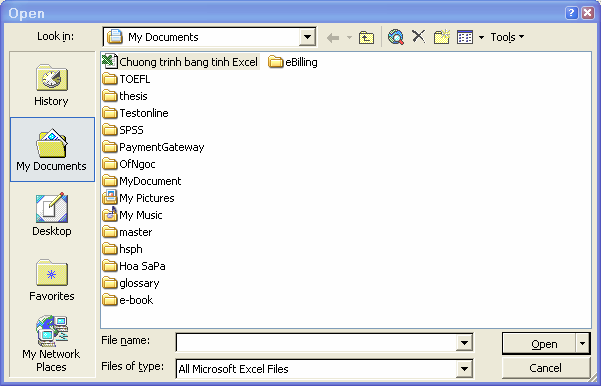 Open
Look in:
My Documents
Tools
History
My Documents
Desktop
Favorites
My Network
Places
Chuong trinh bang tinh Excel
TOEFL
thesis
Testonline
SPSS
PaymentGateway
OfNgoc
MyDocument
My Pictures
My Music
master
hsph
Hoa SaPa
glossary
e-book
eBilling
File name:
Open
Files of type:
All Microsoft Excel Files
Cancel